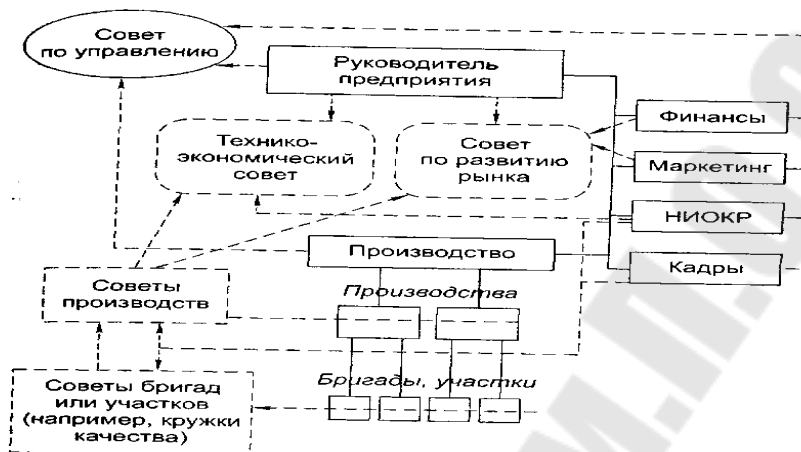 Совет
по управлению
Руководитель
предприятия
Технико-
экономический
совет
Совет
по развитию
рынка
Финансы
Маркетинг
НИОКР
Кадры
Производство
Советы
производств
Производства
Советы бригад
или участков
(например, кружки
качества)
Бригады, участки